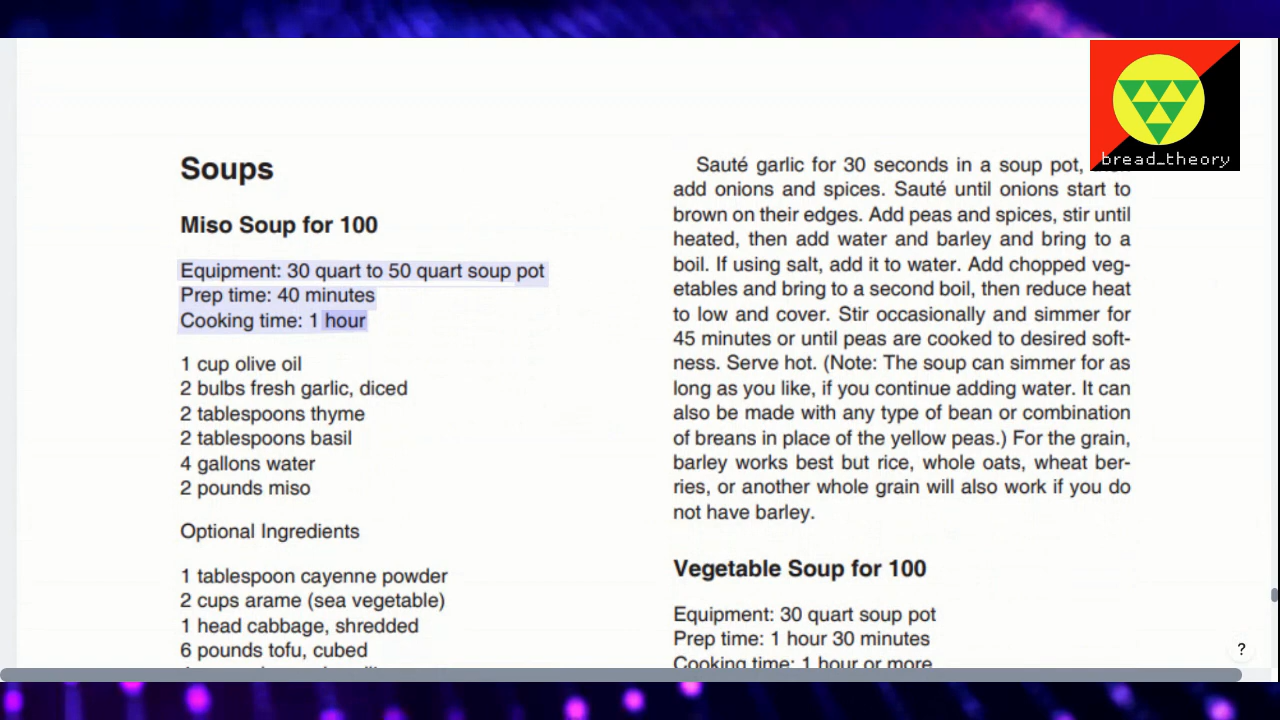 Soups
Miso Soup for 100
Equipment: 30 quart to 50 quart soup pot
Prep time: 40 minutes
Cooking time: 1 hour
1 cup olive oil
2 bulbs fresh garlic, diced
2 tablespoons thyme
2 tablespoons basil
4 gallons water
2 pounds miso
Optional Ingredients
1 tablespoon cayenne powder
2 cups arame (sea vegetable)
1 head cabbage, shredded
6 pounds tofu, cubed
Sauté garlic for 30 seconds in a soup pot,
add onions and spices. Sauté until onions start to
brown on their edges. Add peas and spices, stir until
heated, then add water and barley and bring to a
boil. If using salt, add it to water. Add chopped veg-
etables and bring to a second boil, then reduce heat
to low and cover. Stir occasionally and simmer for
45 minutes or until peas are cooked to desired soft-
ness. Serve hot. (Note: The soup can simmer for as
long as you like, if you continue adding water. It can
also be made with any type of bean or combination
of breans in place of the yellow peas.) For the grain,
barley works best but rice, whole oats, wheat ber-
ries, or another whole grain will also work if you do
not have barley.
Vegetable Soup for 100
Equipment: 30 quart soup pot
Prep time: 1 hour 30 minutes
Cooking time: 1 hour or more
bread_theory
?